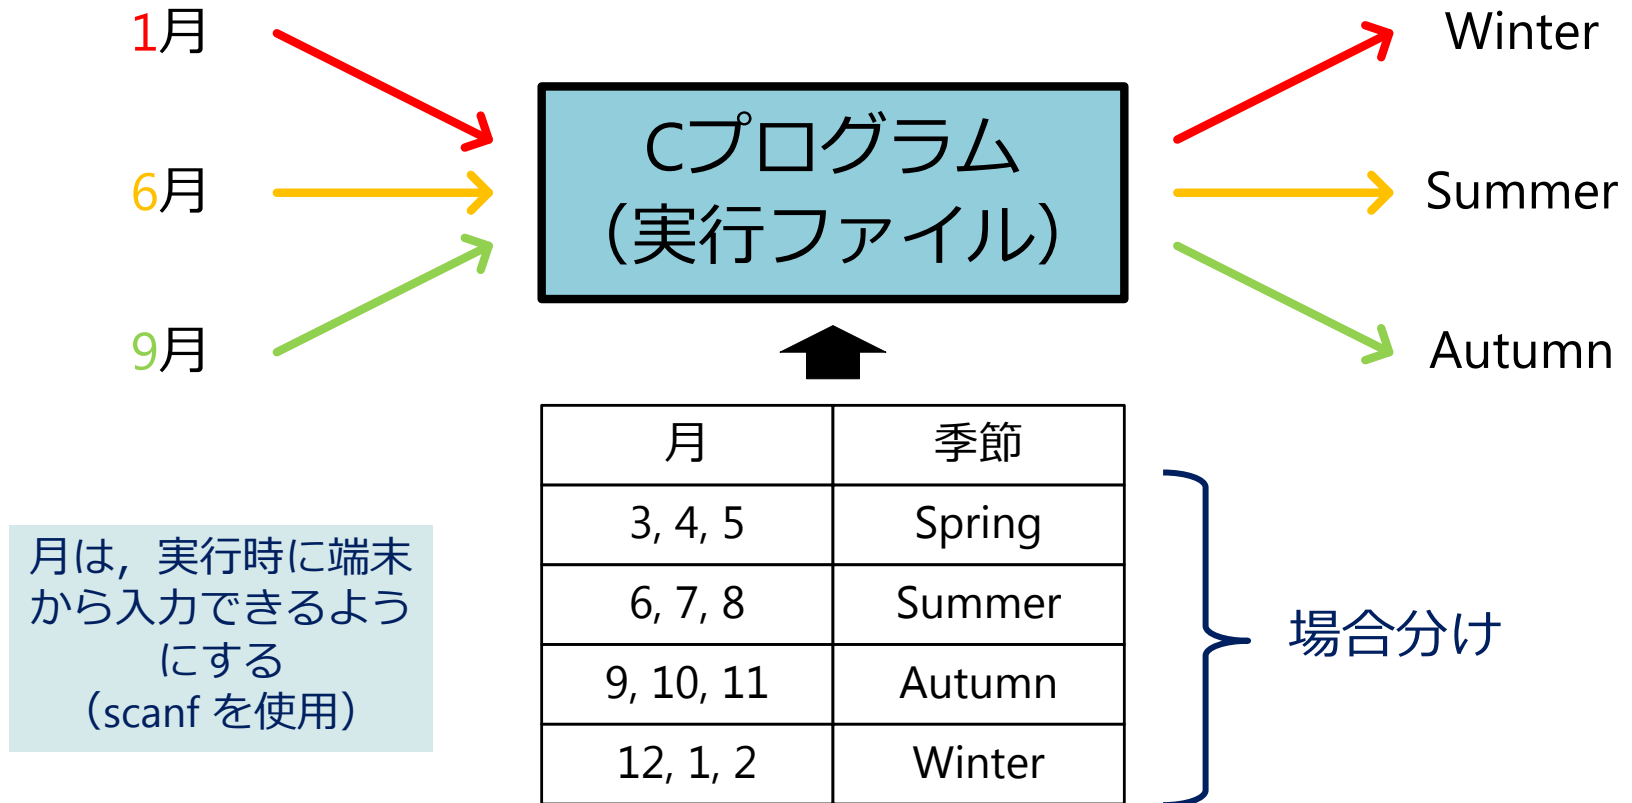 1月
6月
9月
Cプログラム
（実行ファイル）
Winter
Summer
Autumn
月は，実行時に端末
から入力できるよう
にする
（scanf を使用）
月 季節
3, 4, 5 Spring
6, 7, 8 Summer
9, 10, 11 Autumn
12, 1, 2 Winter
場合分け